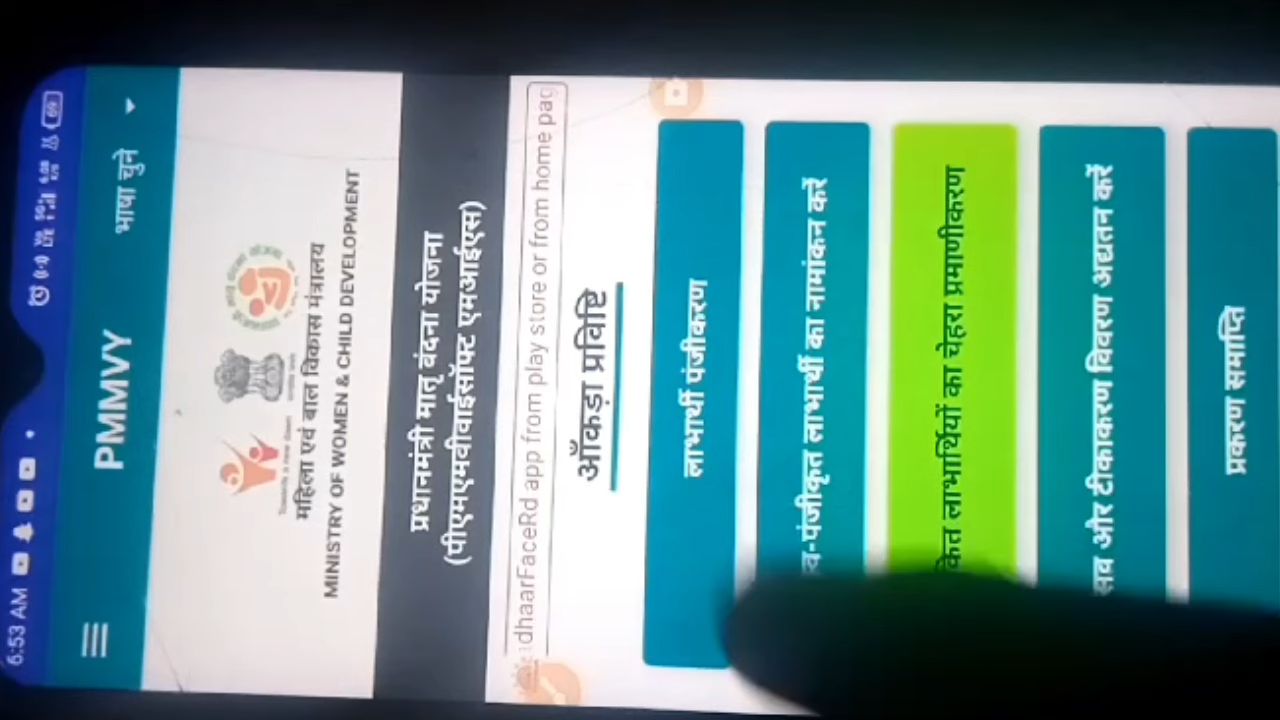 6:53 AM
69
PMMVY
भाषा चुने
महिला एवं बाल विकास मंत्रालय
MINISTRY OF WOMEN & CHILD DEVELOPMENT
प्रधानमंत्री मातृ वंदना योजना
(पीएमएमवीवाईसॉफ्ट एमआईएस)
dhaarFaceRd app from play store or from home pag
ऑकड़ा प्रविष्टि
लाभार्थी पंजीकरण
व-पंजीकृत लाभार्थी का नामांकन करें
कित लाभार्थियों का चेहरा प्रमाणीकरण
सव और टीकाकरण विवरण अद्यतन करें
प्रकरण समाप्ति